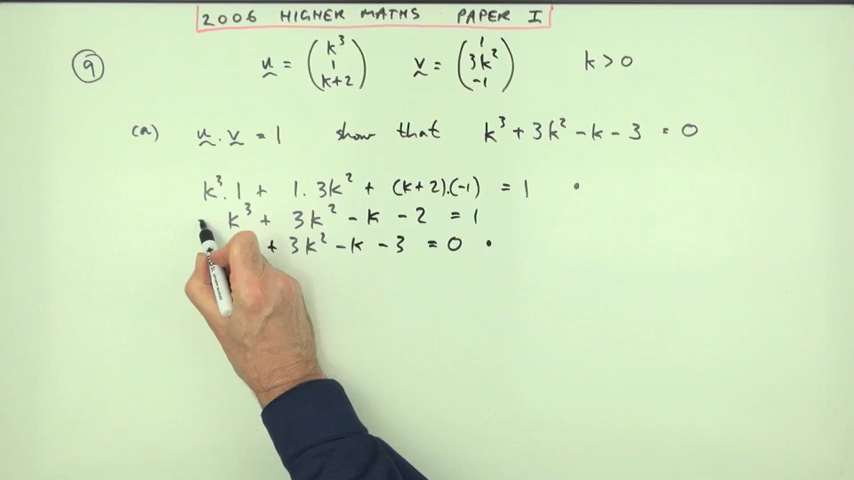 2006 HIGHER MATHS PAPER I
9 u = (k³ 1 k+2) v = (1 3k² -1) k > 0
(a) u . v = 1 show that k³ + 3k² - k - 3 = 0
k³ . 1 + 1 . 3k² + (k+2).(-1) = 1 •
k³ + 3k² - k - 2 = 1
+ 3k² - k - 3 = 0 •